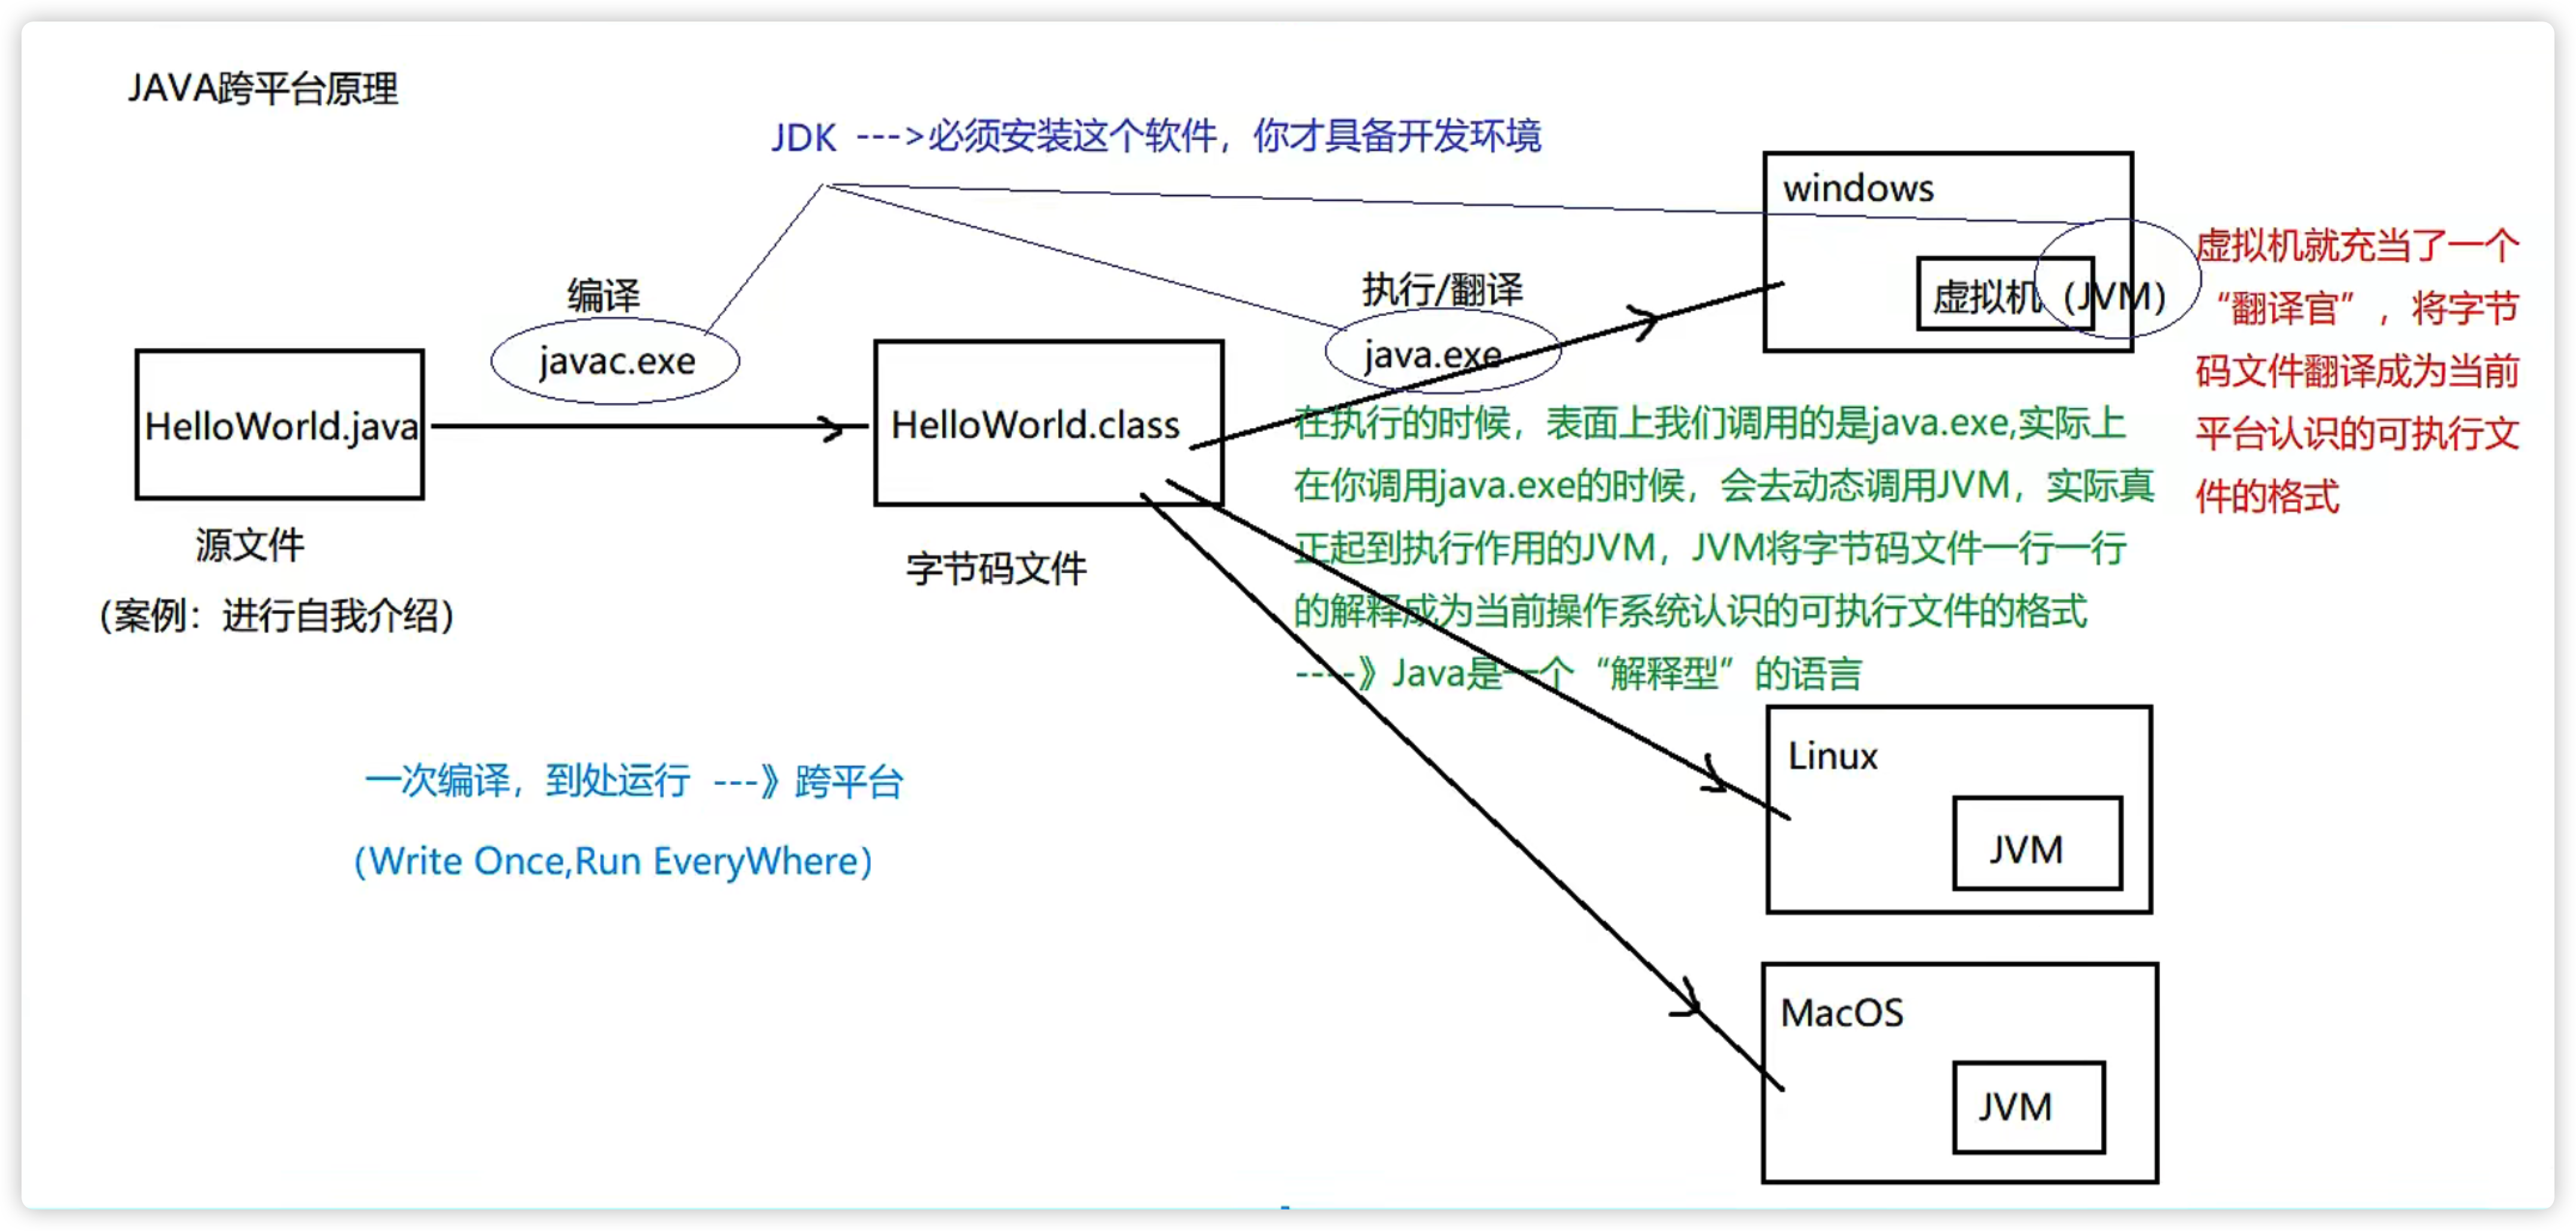 JAVA跨平台原理
JDK --->必须安装这个软件，你才具备开发环境
windows
虚拟机（JVM）
虚拟机就充当了一个
“翻译官”，将字节
码文件翻译成为当前
平台认识的可执行文
件的格式
编译
javac.exe
执行/翻译
java.exe
HelloWorld.java
HelloWorld.class
源文件
（案例：进行自我介绍）
字节码文件
在执行的时候，表面上我们调用的是java.exe,实际上
在你调用java.exe的时候，会去动态调用JVM，实际真
正起到执行作用的JVM，JVM将字节码文件一行一行
的解释成为当前操作系统认识的可执行文件的格式
----》Java是一个“解释型”的语言
一次编译，到处运行 ---》跨平台
（Write Once,Run EveryWhere）
Linux
JVM
MacOS
JVM